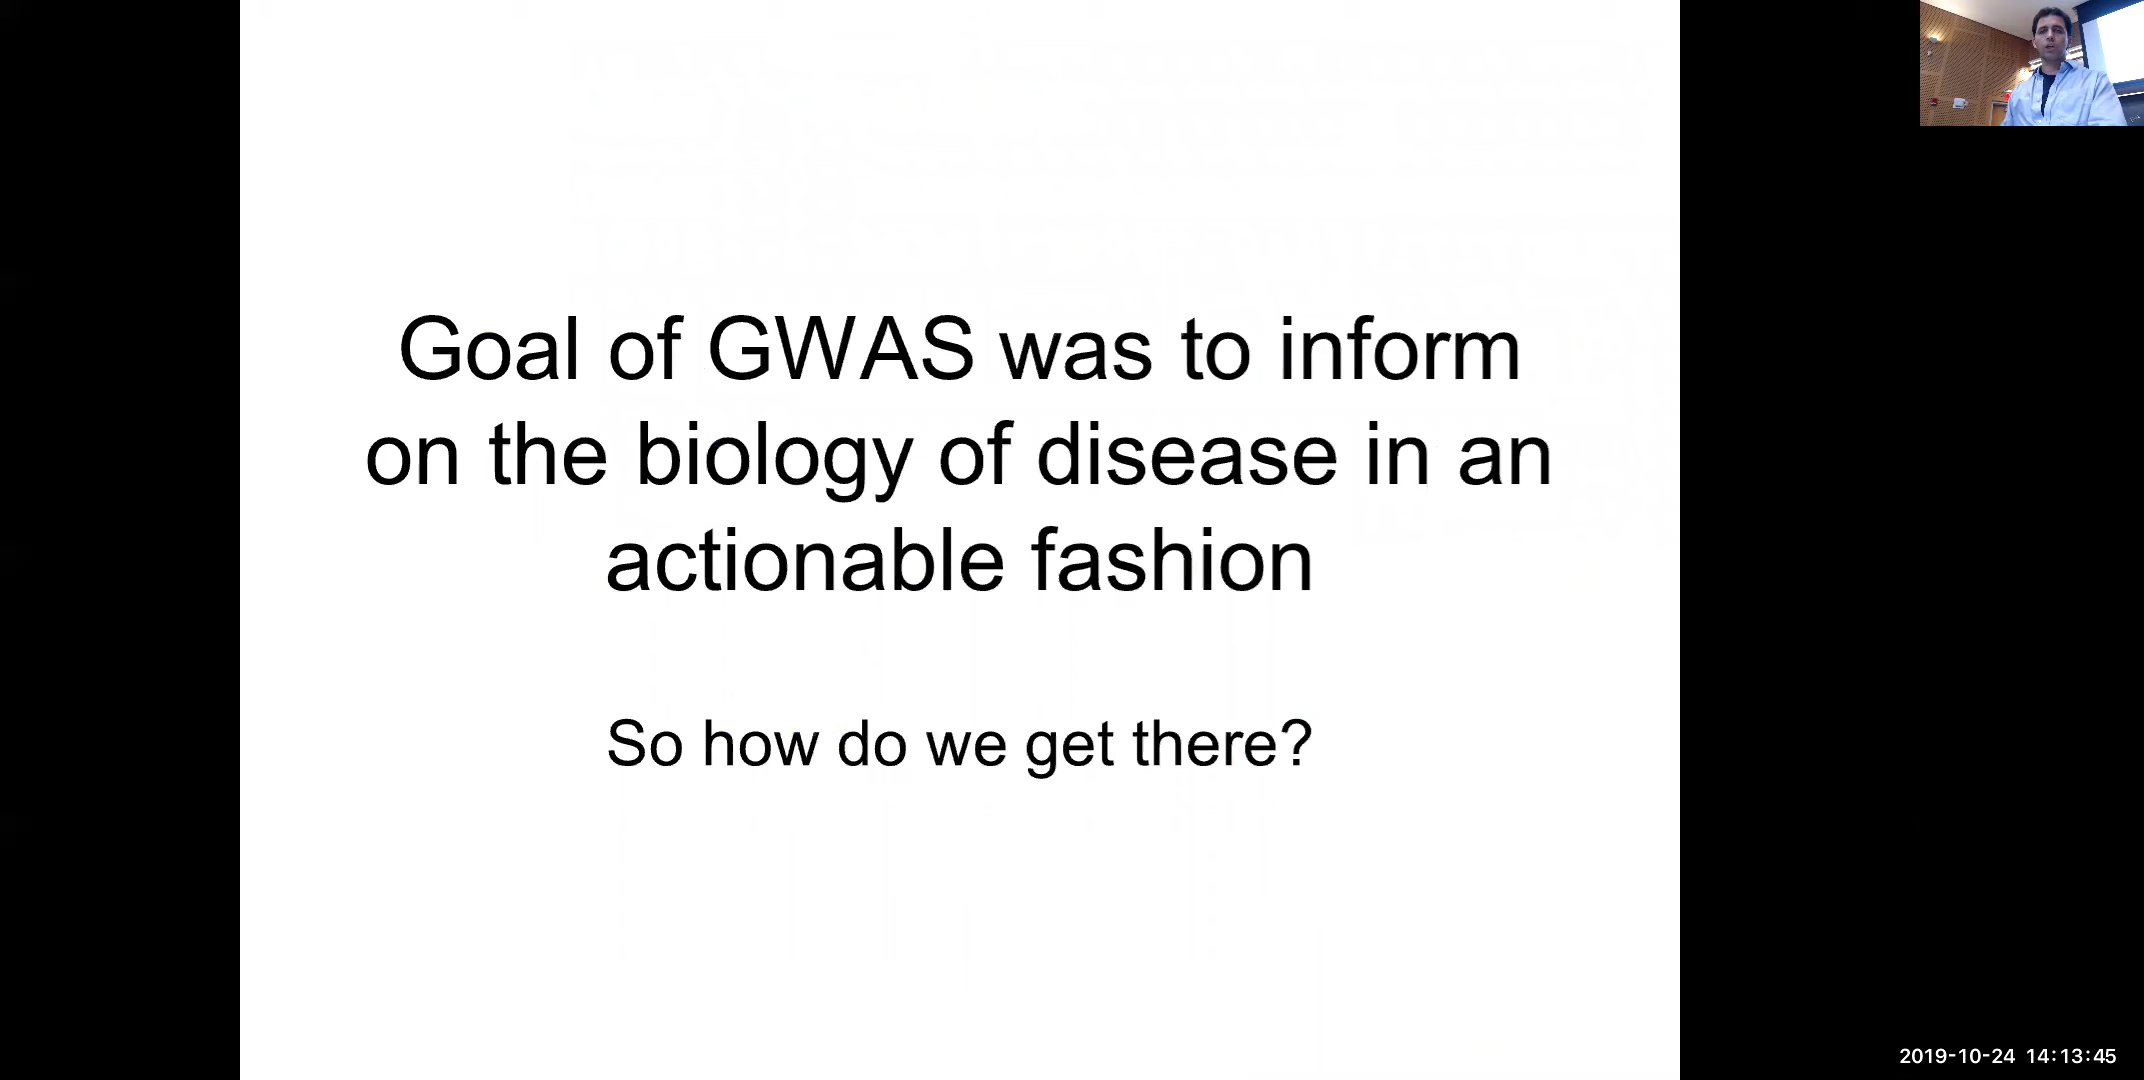 Goal of GWAS was to inform
on the biology of disease in an
actionable fashion
So how do we get there?
2019-10-24 14:13:45